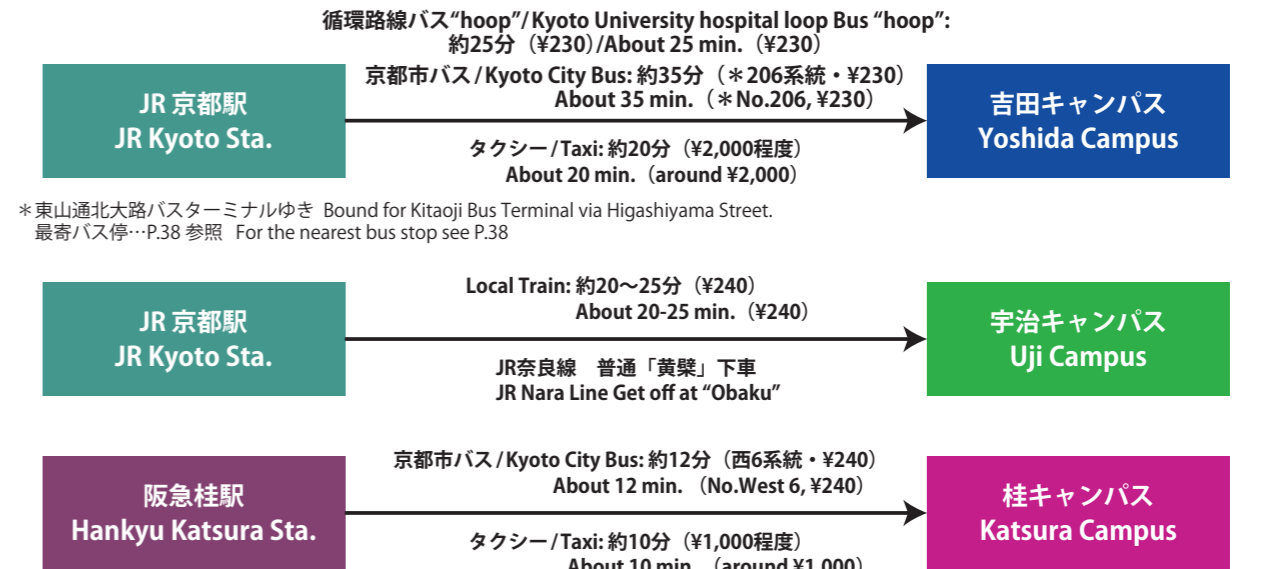 循環路線バス“hoop”/Kyoto University hospital loop Bus “hoop”:
約25分（¥230）/About 25 min.（¥230）
京都市バス/Kyoto City Bus: 約35分（＊206系統・¥230）
About 35 min.（＊No.206, ¥230）
JR 京都駅
JR Kyoto Sta.
吉田キャンパス
Yoshida Campus
タクシー/Taxi: 約20分（¥2,000程度）
About 20 min.（around ¥2,000）
＊東山通北大路バスターミナルゆき Bound for Kitaoji Bus Terminal via Higashiyama Street.
最寄バス停…P.38 参照 For the nearest bus stop see P.38
Local Train: 約20〜25分（¥240）
About 20-25 min.（¥240）
JR 京都駅
JR Kyoto Sta.
宇治キャンパス
Uji Campus
JR奈良線　普通「黄檗」下車
JR Nara Line Get off at “Obaku”
京都市バス/Kyoto City Bus: 約12分（西6系統・¥240）
About 12 min.（No.West 6, ¥240）
阪急桂駅
Hankyu Katsura Sta.
桂キャンパス
Katsura Campus
タクシー/Taxi: 約10分（¥1,000程度）
About 10 min.（around ¥1,000）